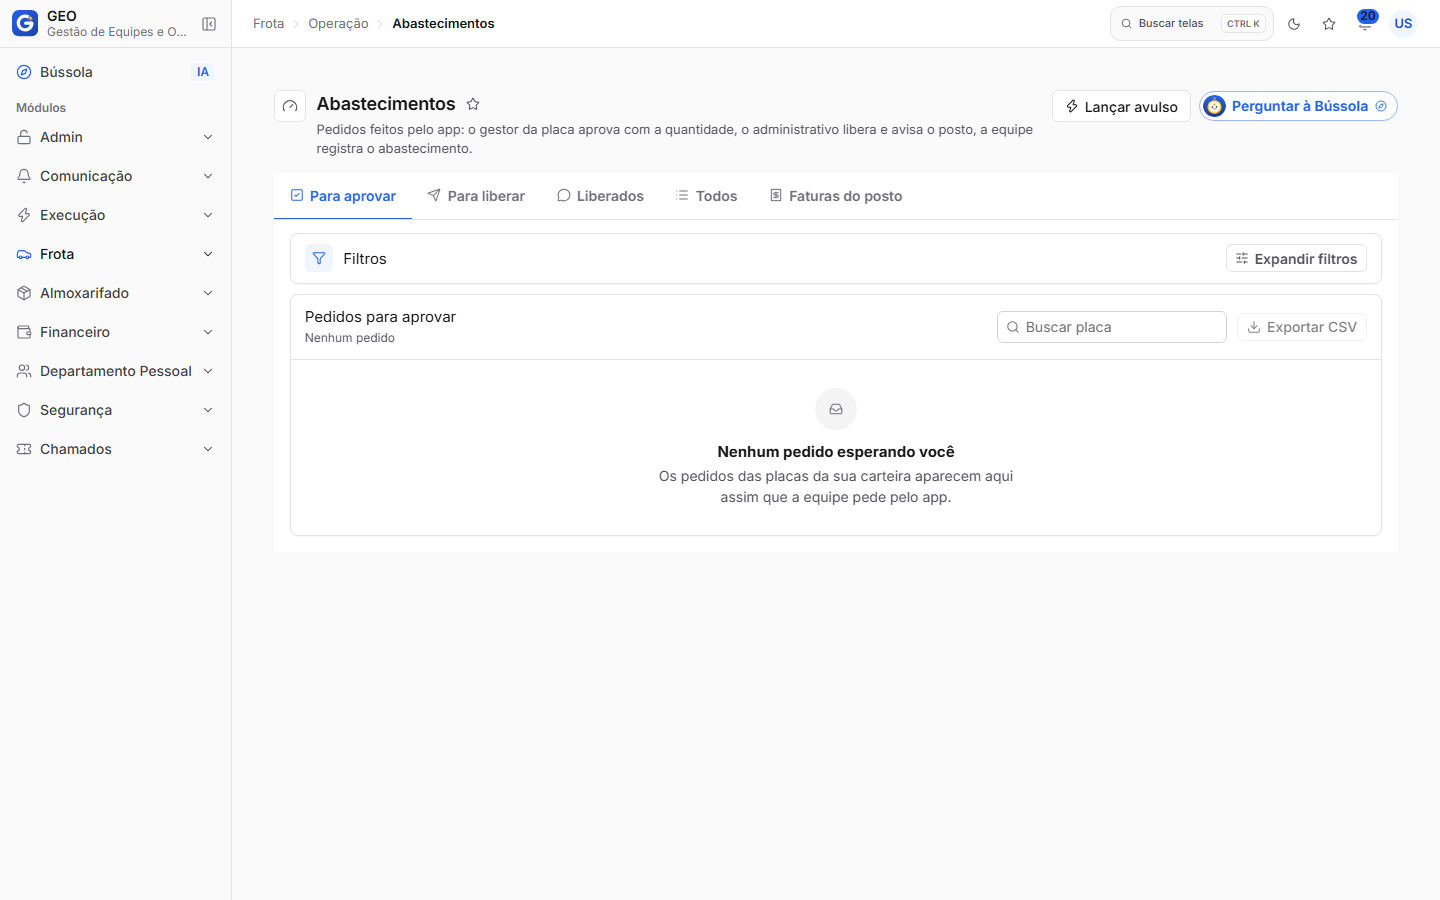 GEO
Gestão de Equipes e O...
Frota
Operação
Abastecimentos
Buscar telas
CTRL K
20
US
Bússola
IA
Módulos
Admin
Comunicação
Execução
Frota
Almoxarifado
Financeiro
Departamento Pessoal
Segurança
Chamados
Abastecimentos
Pedidos feitos pelo app: o gestor da placa aprova com a quantidade, o administrativo libera e avisa o posto, a equipe
registra o abastecimento.
Lançar avulso
Perguntar à Bússola
Para aprovar
Para liberar
Liberados
Todos
Faturas do posto
Filtros
Expandir filtros
Pedidos para aprovar
Nenhum pedido
Buscar placa
Exportar CSV
Nenhum pedido esperando você
Os pedidos das placas da sua carteira aparecem aqui
assim que a equipe pede pelo app.